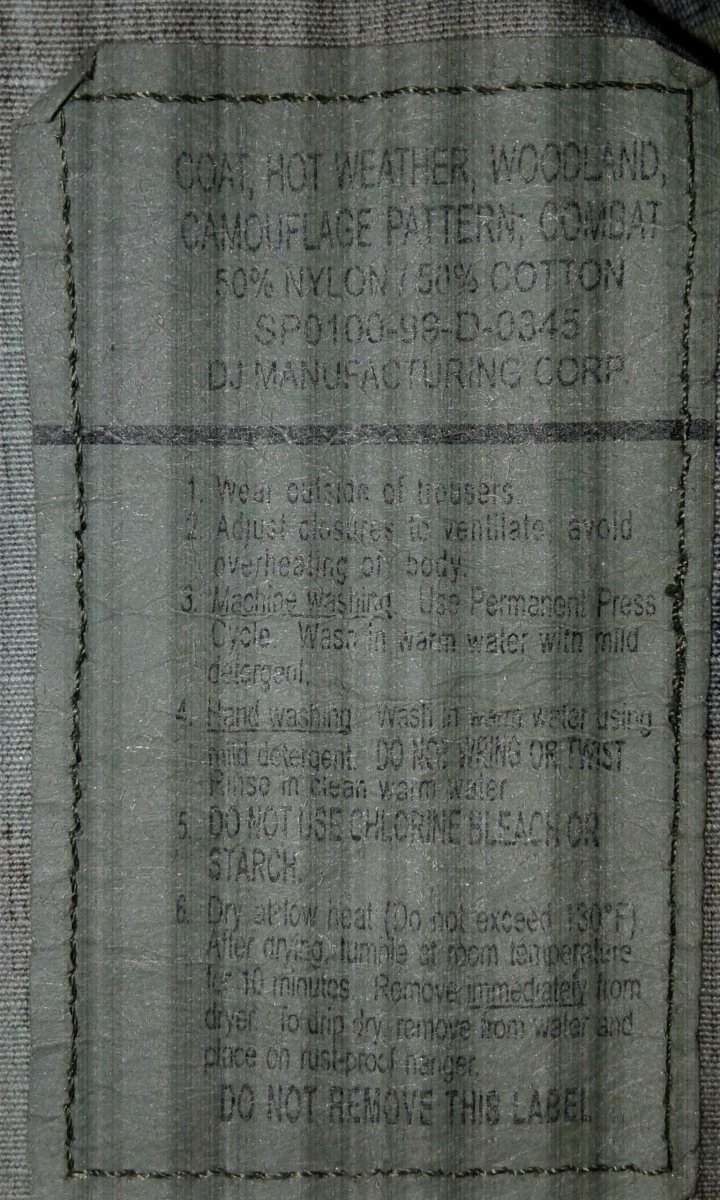 COAT, HOT WEATHER, WOODLAND,
CAMOUFLAGE PATTERN; COMBAT
50% NYLON / 50% COTTON
SP0100-98-D-0345
DJ MANUFACTURING CORP.
1. Wear outside of trousers.
2. Adjust closures to ventilate; avoid
overheating of body.
3. Machine washing. Use Permanent Press
Cycle. Wash in warm water with mild
detergent.
4. Hand washing. Wash in warm water using
mild detergent. DO NOT WRING OR TWIST
Rinse in clean warm water
5. DO NOT USE CHLORINE BLEACH OR
STARCH.
6. Dry at low heat (Do not exceed 130°F)
After drying, tumble at room temperature
for 10 minutes. Remove immediately from
dryer. To drip dry, remove from water and
place on rust-proof hanger.
DO NOT REMOVE THIS LABEL